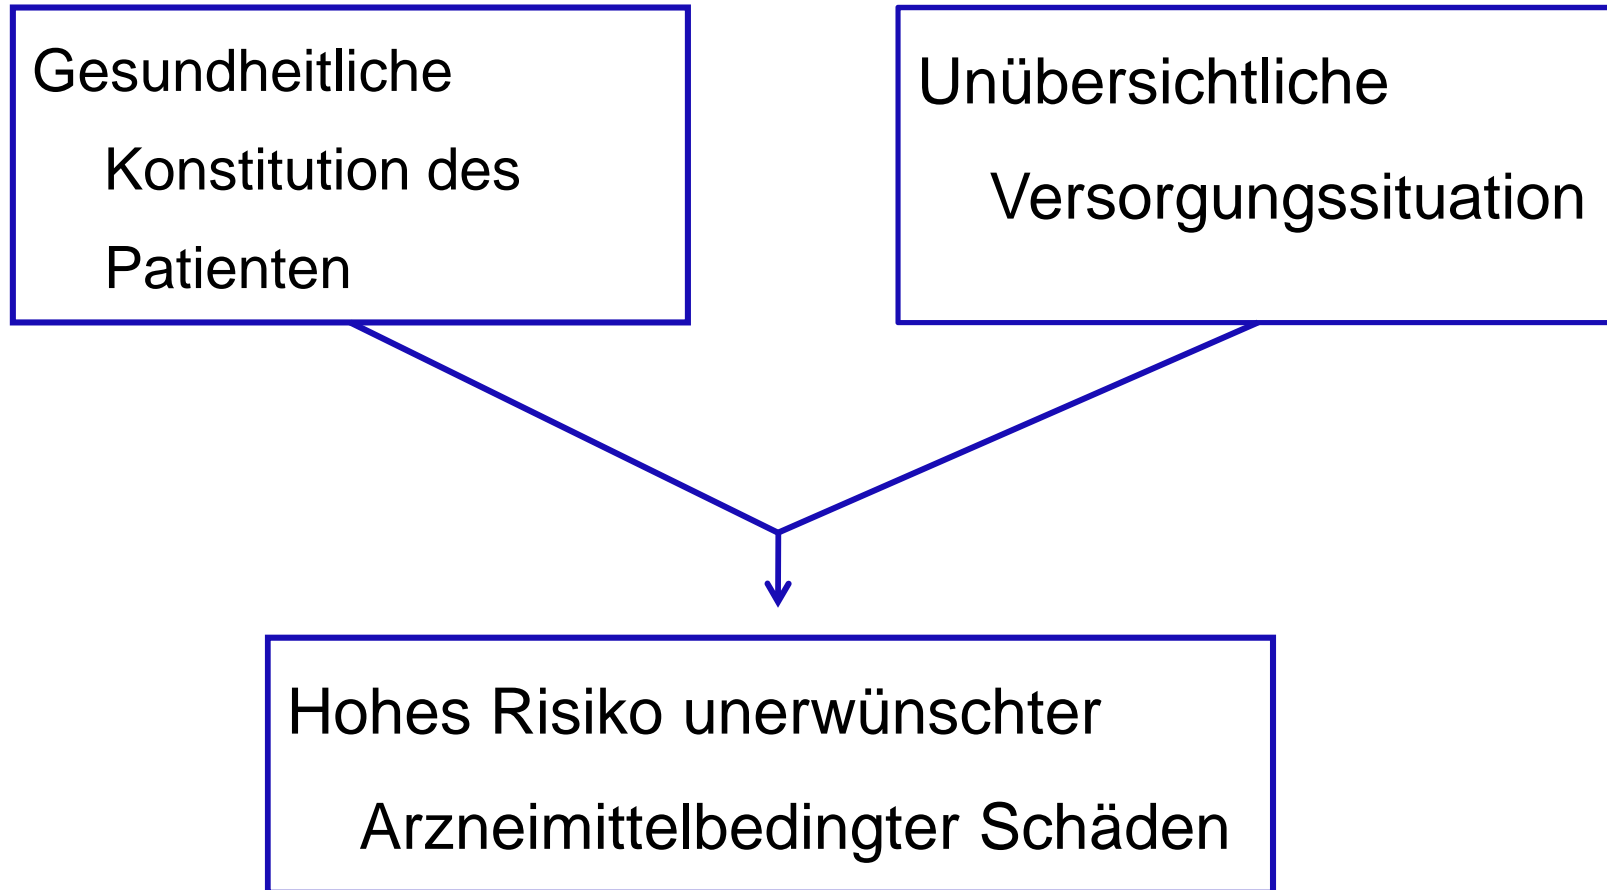 Gesundheitliche
Konstitution des
Patienten
Unübersichtliche
Versorgungssituation
Hohes Risiko unerwünschter
Arzneimittelbedingter Schäden